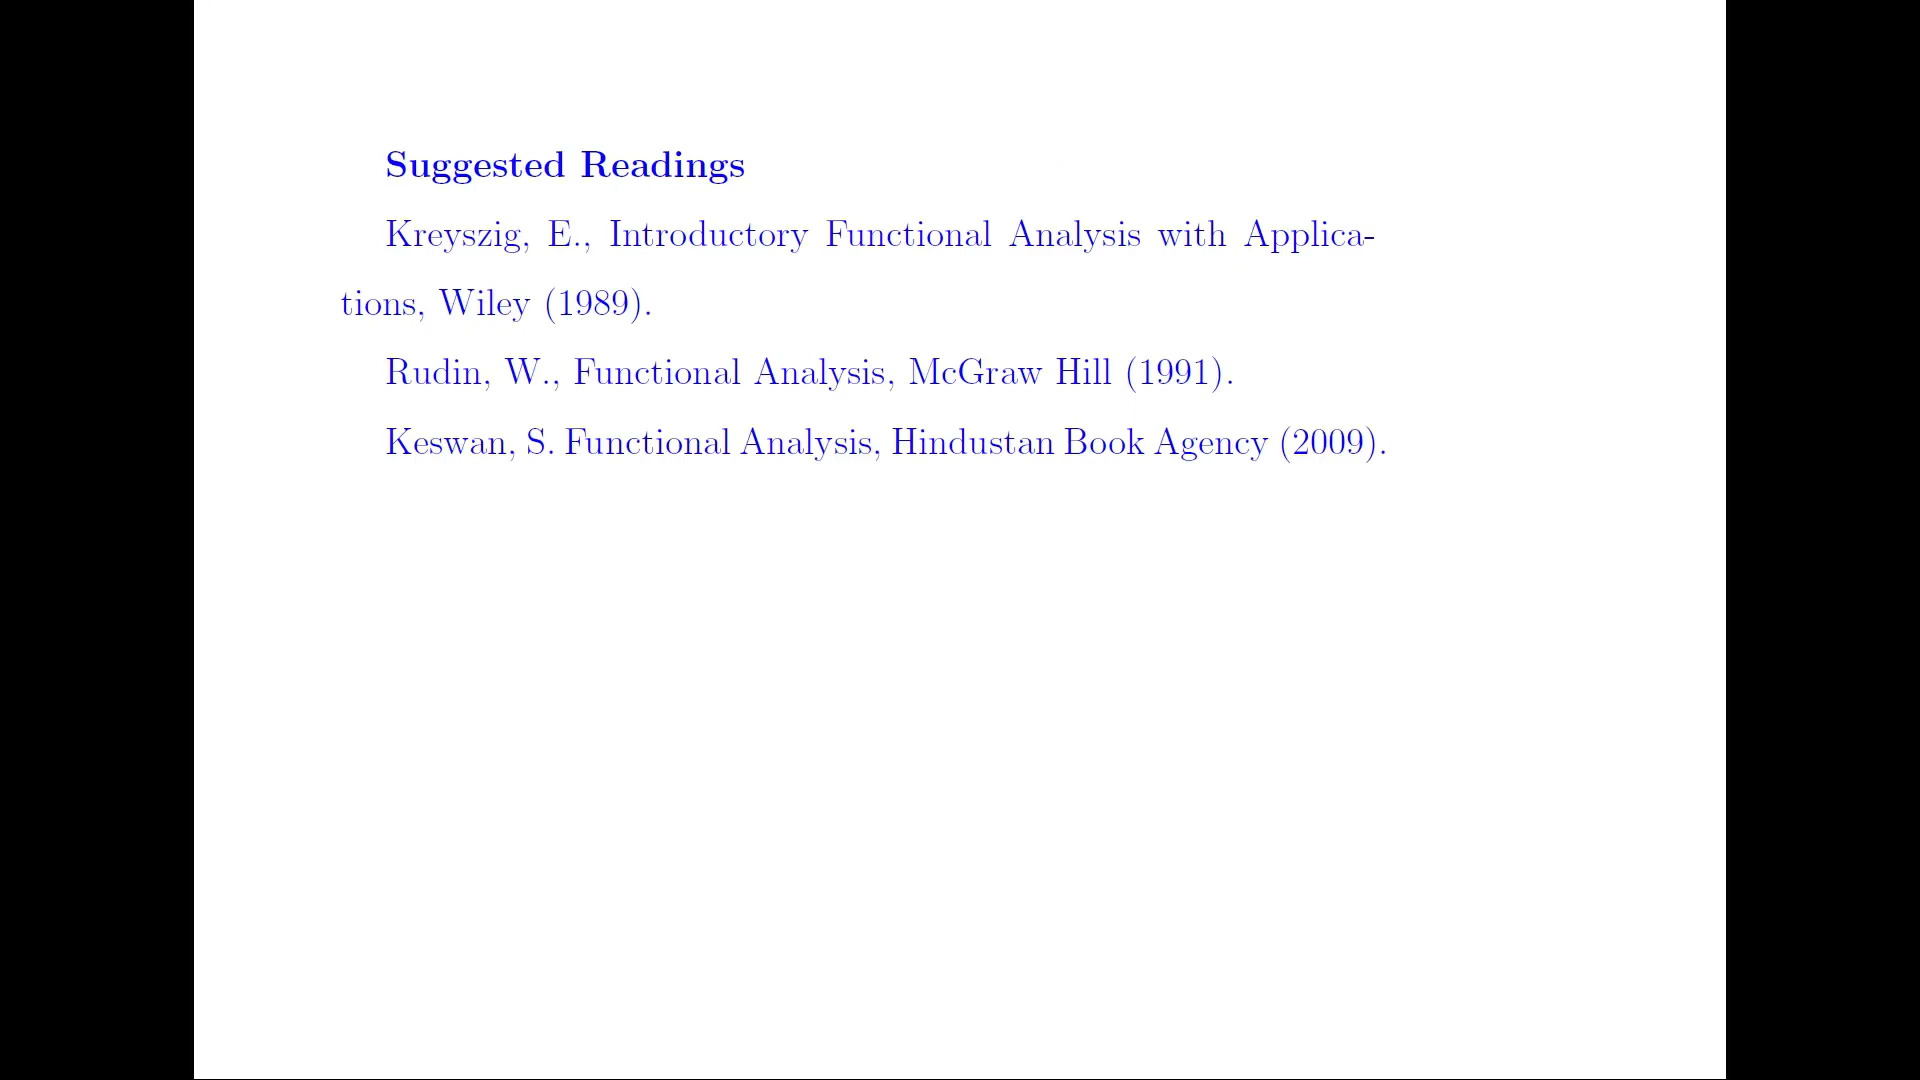 Suggested Readings
Kreyszig, E., Introductory Functional Analysis with Applica-
tions, Wiley (1989).
Rudin, W., Functional Analysis, McGraw Hill (1991).
Keswan, S. Functional Analysis, Hindustan Book Agency (2009).